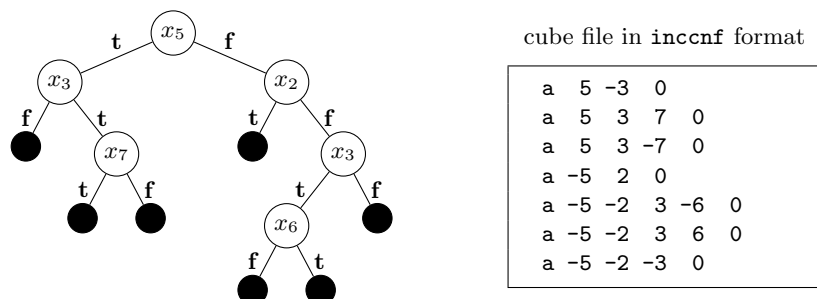 x5
t f
cube file in inccnf format
x3 x2
f t t f
x7 x3
t f t f
x6
f t
a 5 -3 0
a 5 3 7 0
a 5 3 -7 0
a -5 2 0
a -5 -2 3 -6 0
a -5 -2 3 6 0
a -5 -2 -3 0